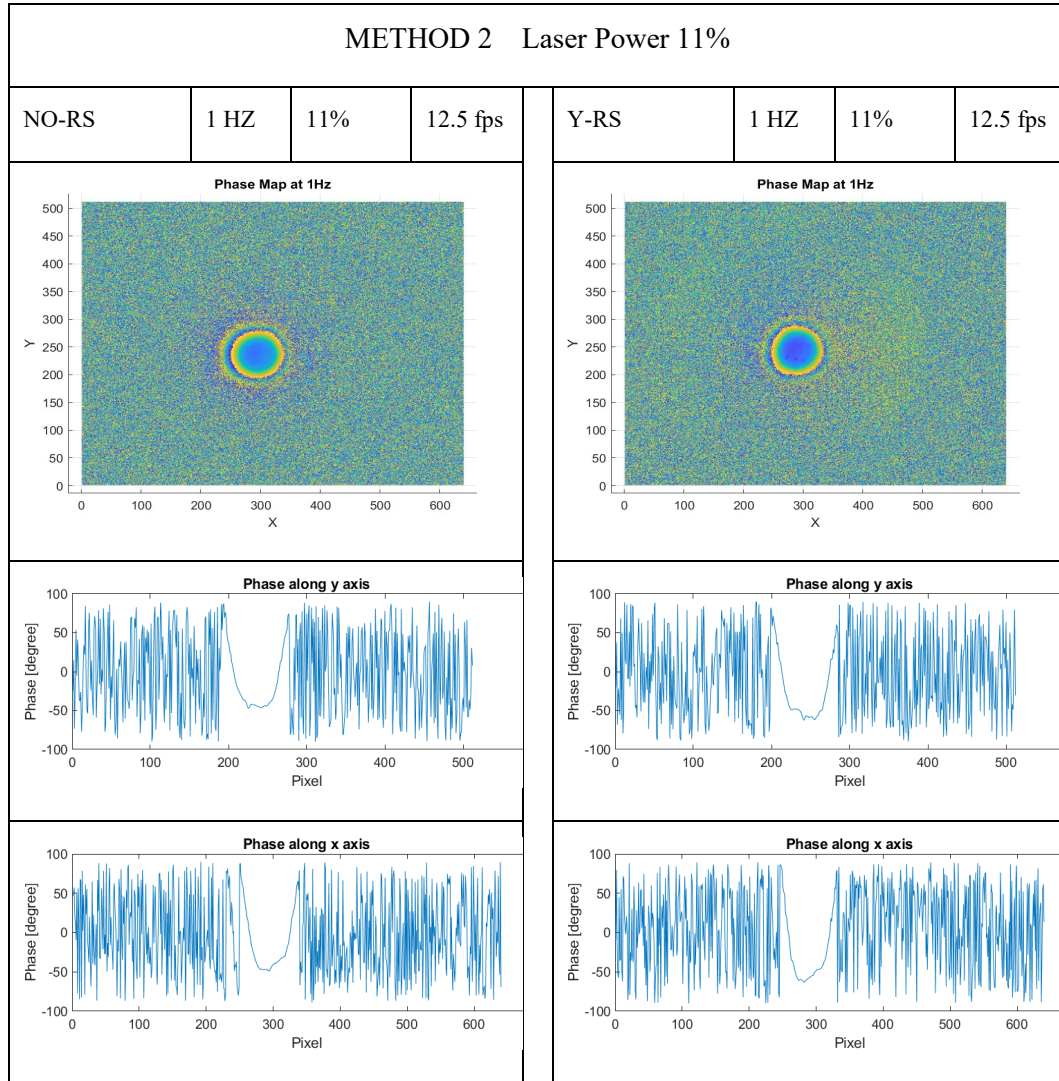 METHOD 2 Laser Power 11%
NO-RS 1 HZ 11% 12.5 fps
Y-RS 1 HZ 11% 12.5 fps
Phase Map at 1Hz
500
450
400
350
300
250
200
150
100
50
0
Y
0 100 200 300 400 500 600
X
Phase Map at 1Hz
500
450
400
350
300
250
200
150
100
50
0
Y
0 100 200 300 400 500 600
X
Phase along y axis
100
50
0
-50
-100
Phase [degree]
0 100 200 300 400 500
Pixel
Phase along y axis
100
50
0
-50
-100
Phase [degree]
0 100 200 300 400 500
Pixel
Phase along x axis
100
50
0
-50
-100
Phase [degree]
0 100 200 300 400 500 600
Pixel
Phase along x axis
100
50
0
-50
-100
Phase [degree]
0 100 200 300 400 500 600
Pixel